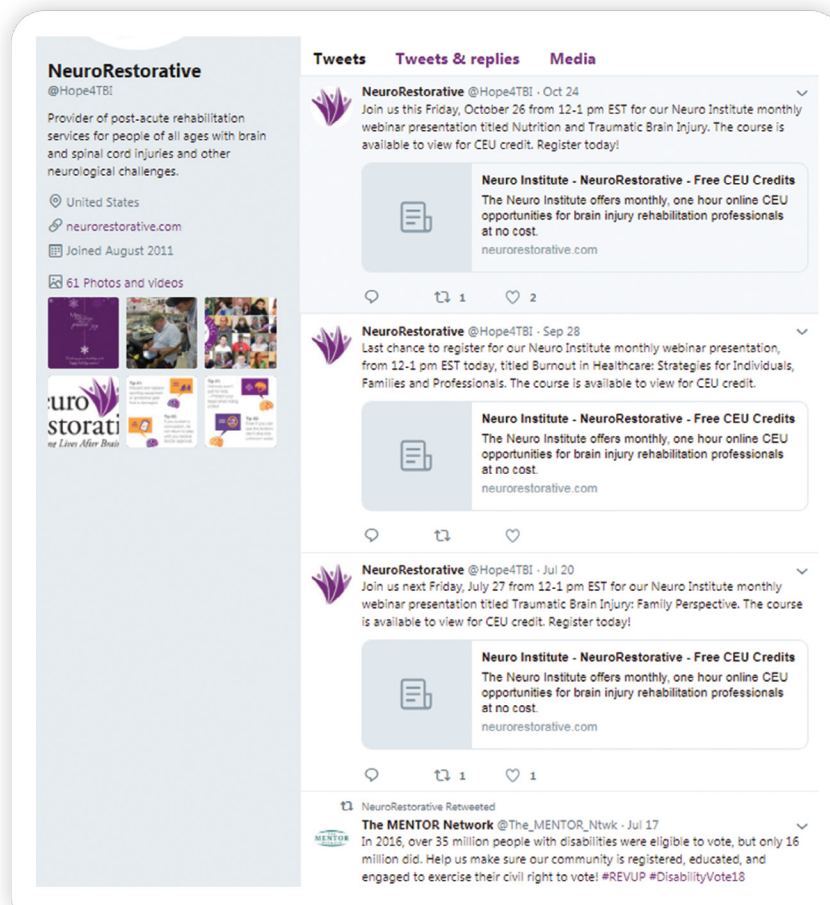 NeuroRestorative
@Hope4TBI
Provider of post-acute rehabilitation
services for people of all ages with brain
and spinal cord injuries and other
neurological challenges.
United States
neurorestorative.com
Joined August 2011
61 Photos and videos
euro
storati
ng Lives After Brain
Tweets Tweets & replies Media
NeuroRestorative @Hope4TBI · Oct 24
Join us this Friday, October 26 from 12-1 pm EST for our Neuro Institute monthly
webinar presentation titled Nutrition and Traumatic Brain Injury. The course is
available to view for CEU credit. Register today!
Neuro Institute - NeuroRestorative - Free CEU Credits
The Neuro Institute offers monthly, one hour online CEU
opportunities for brain injury rehabilitation professionals
at no cost.
neurorestorative.com
1 2
NeuroRestorative @Hope4TBI · Sep 28
Last chance to register for our Neuro Institute monthly webinar presentation,
from 12-1 pm EST today, titled Burnout in Healthcare: Strategies for Individuals,
Families and Professionals. The course is available to view for CEU credit.
Neuro Institute - NeuroRestorative - Free CEU Credits
The Neuro Institute offers monthly, one hour online CEU
opportunities for brain injury rehabilitation professionals
at no cost.
neurorestorative.com
NeuroRestorative @Hope4TBI · Jul 20
Join us next Friday, July 27 from 12-1 pm EST for our Neuro Institute monthly
webinar presentation titled Traumatic Brain Injury: Family Perspective. The course
is available to view for CEU credit. Register today!
Neuro Institute - NeuroRestorative - Free CEU Credits
The Neuro Institute offers monthly, one hour online CEU
opportunities for brain injury rehabilitation professionals
at no cost.
neurorestorative.com
1 1
NeuroRestorative Retweeted
MENTOR
The MENTOR Network @The_MENTOR_Ntwk · Jul 17
In 2016, over 35 million people with disabilities were eligible to vote, but only 16
million did. Help us make sure our community is registered, educated, and
engaged to exercise their civil right to vote! #REVUP #DisabilityVote18